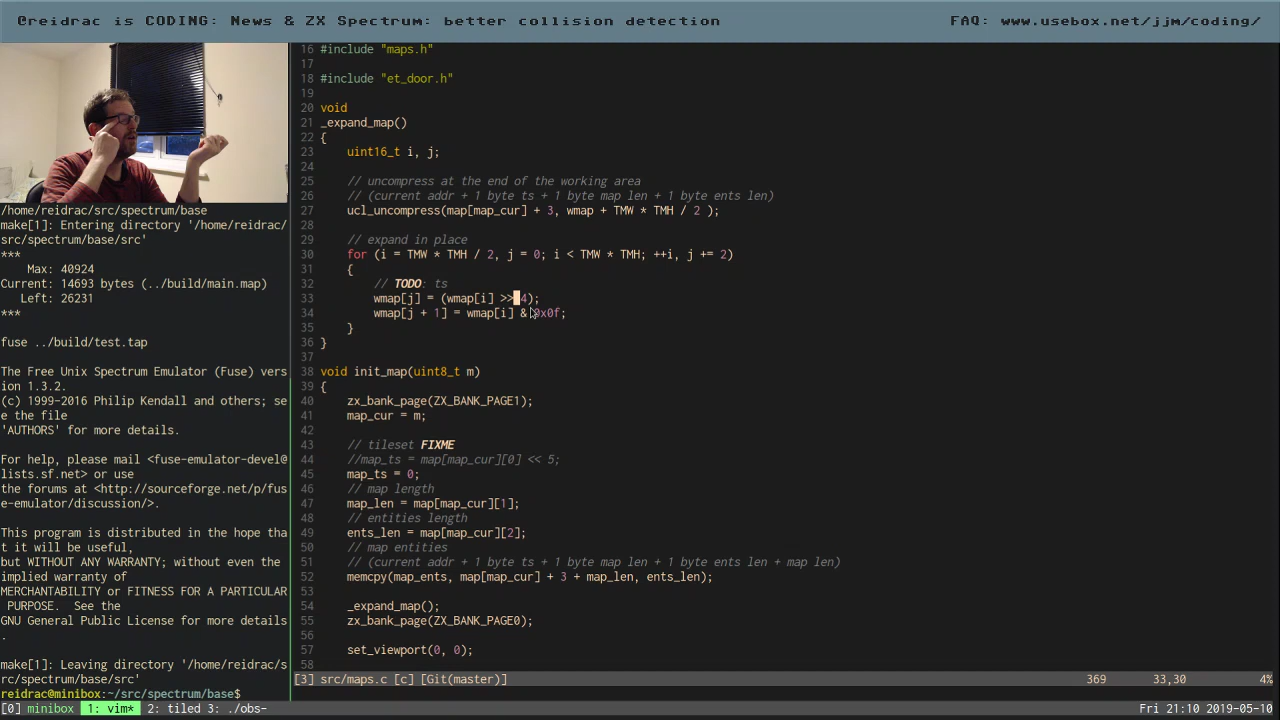 @reidrac is CODING: News & ZX Spectrum: better collision detection
FAQ: www.usebox.net/jjm/coding/
/home/reidrac/src/spectrum/base
make[1]: Entering directory '/home/reidrac/
src/spectrum/base/src'
***
    Max: 40924
Current: 14693 bytes (../build/main.map)
   Left: 26231
***

fuse ../build/test.tap

The Free Unix Spectrum Emulator (Fuse) vers
ion 1.3.2.
(c) 1999-2016 Philip Kendall and others; se
e the file
'AUTHORS' for more details.

For help, please mail <fuse-emulator-devel@
lists.sf.net> or use
the forums at <http://sourceforge.net/p/fus
e-emulator/discussion/>.

This program is distributed in the hope tha
t it will be useful,
but WITHOUT ANY WARRANTY; without even the
implied warranty of
MERCHANTABILITY or FITNESS FOR A PARTICULAR
 PURPOSE.  See the
GNU General Public License for more details
.

make[1]: Leaving directory '/home/reidrac/s
rc/spectrum/base/src'
reidrac@minibox:~/src/spectrum/base$
16 #include "maps.h"
17
18 #include "et_door.h"
19
20 void
21 _expand_map()
22 {
23     uint16_t i, j;
24
25     // uncompress at the end of the working area
26     // (current addr + 1 byte ts + 1 byte map len + 1 byte ents len)
27     ucl_uncompress(map[map_cur] + 3, wmap + TMW * TMH / 2 );
28
29     // expand in place
30     for (i = TMW * TMH / 2, j = 0; i < TMW * TMH; ++i, j += 2)
31     {
32         // TODO: ts
33         wmap[j] = (wmap[i] >> 4);
34         wmap[j + 1] = wmap[i] & 0x0f;
35     }
36 }
37
38 void init_map(uint8_t m)
39 {
40     zx_bank_page(ZX_BANK_PAGE1);
41     map_cur = m;
42
43     // tileset FIXME
44     //map_ts = map[map_cur][0] << 5;
45     map_ts = 0;
46     // map length
47     map_len = map[map_cur][1];
48     // entities length
49     ents_len = map[map_cur][2];
50     // map entities
51     // (current addr + 1 byte ts + 1 byte map len + 1 byte ents len + map len)
52     memcpy(map_ents, map[map_cur] + 3 + map_len, ents_len);
53
54     _expand_map();
55     zx_bank_page(ZX_BANK_PAGE0);
56
57     set_viewport(0, 0);
58
[3] src/maps.c [c] [Git(master)] 369 33,30 4%
[0] minibox 1: vim* 2: tiled 3: ./obs- Fri 21:10 2019-05-10